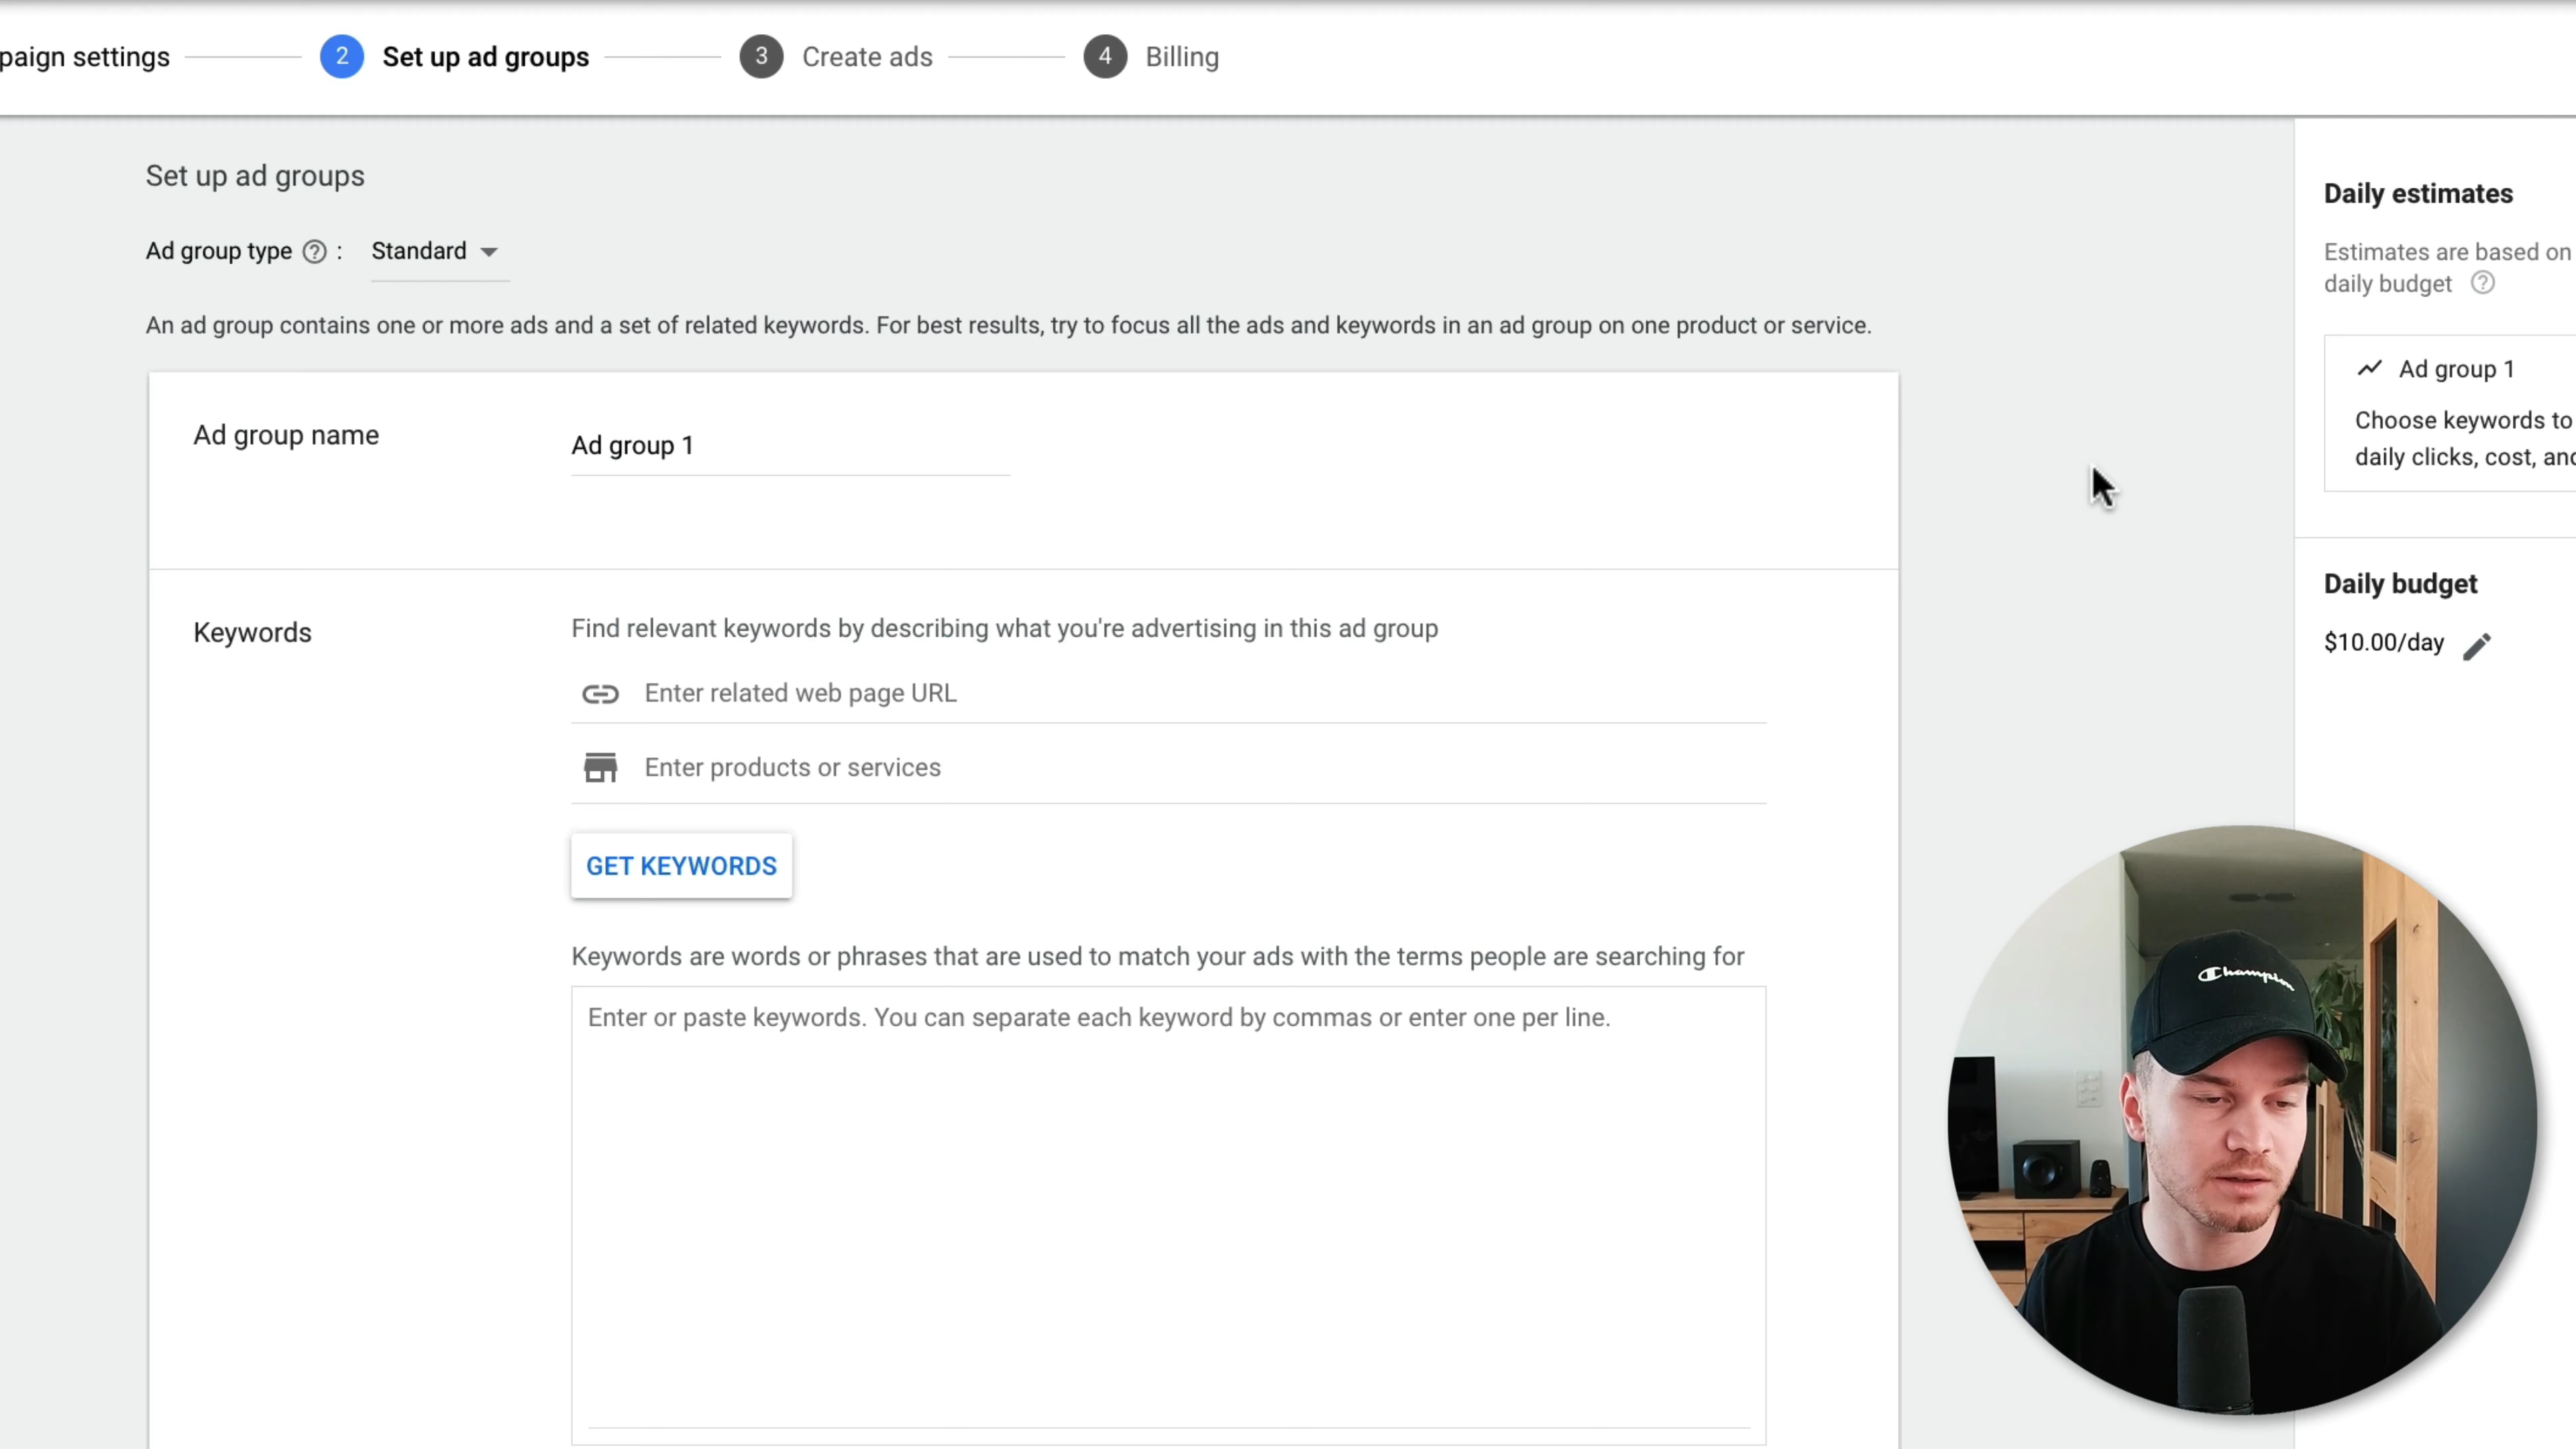 paign settings
2
Set up ad groups
3
Create ads
4
Billing
Set up ad groups
Ad group type ? : Standard
An ad group contains one or more ads and a set of related keywords. For best results, try to focus all the ads and keywords in an ad group on one product or service.
Ad group name
Ad group 1
Keywords
Find relevant keywords by describing what you're advertising in this ad group
Enter related web page URL
Enter products or services
GET KEYWORDS
Keywords are words or phrases that are used to match your ads with the terms people are searching for
Enter or paste keywords. You can separate each keyword by commas or enter one per line.
Daily estimates
Estimates are based on
daily budget ?
Ad group 1
Choose keywords to
daily clicks, cost, and
Daily budget
$10.00/day
Champion